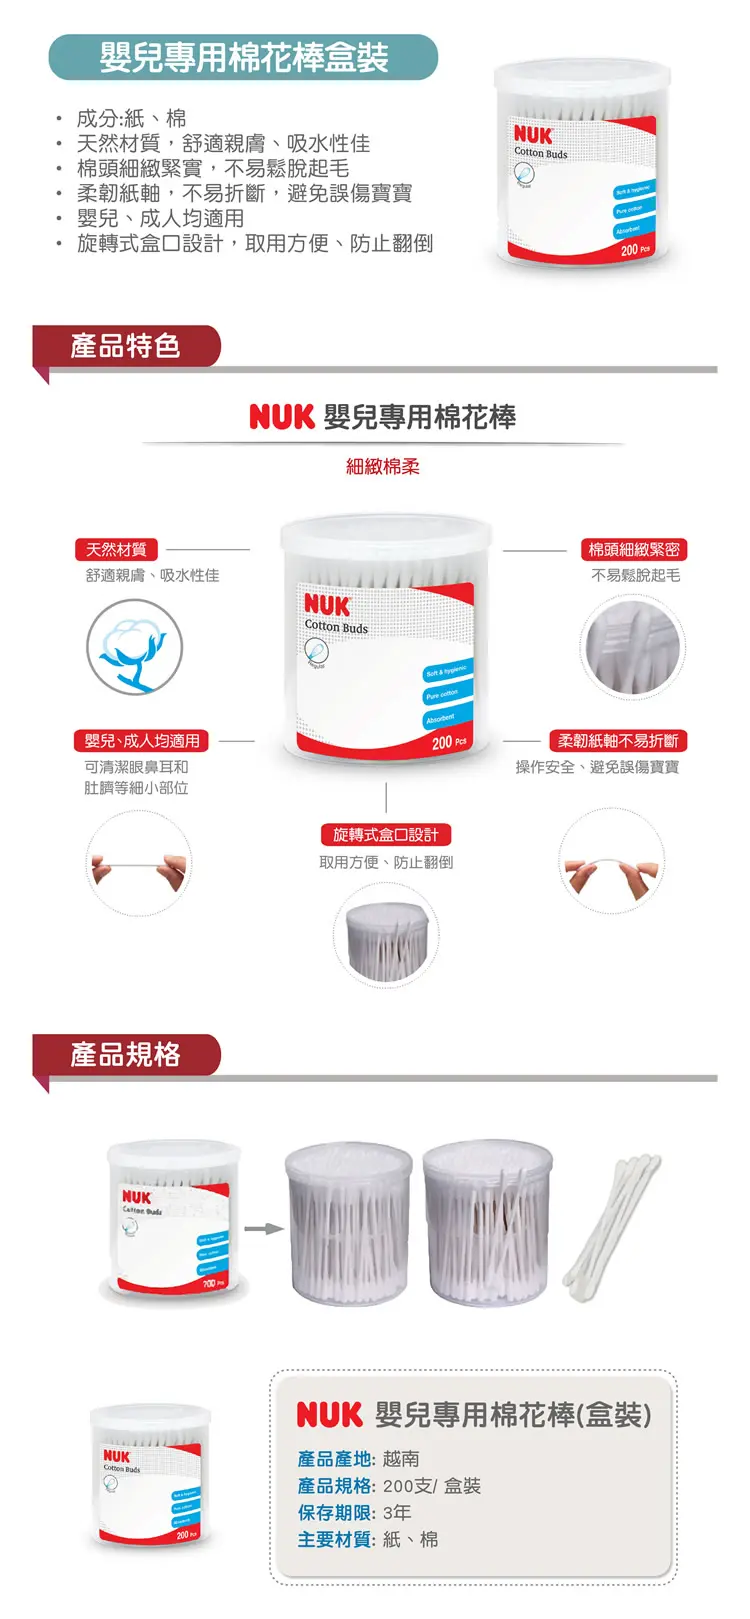 嬰兒專用棉花棒盒裝
• 成分:紙、棉
• 天然材質，舒適親膚、吸水性佳
• 棉頭細緻緊實，不易鬆脫起毛
• 柔韌紙軸，不易折斷，避免誤傷寶寶
• 嬰兒、成人均適用
• 旋轉式盒口設計，取用方便、防止翻倒
NUK
Cotton Buds
Regular
Soft & hygienic
Pure cotton
Absorbent
200 Pcs
產品特色
NUK 嬰兒專用棉花棒
細緻棉柔
天然材質
舒適親膚、吸水性佳
棉頭細緻緊密
不易鬆脫起毛
NUK
Cotton Buds
Regular
Soft & hygienic
Pure cotton
Absorbent
200 Pcs
嬰兒、成人均適用
可清潔眼鼻耳和
肚臍等細小部位
柔韌紙軸不易折斷
操作安全、避免誤傷寶寶
旋轉式盒口設計
取用方便、防止翻倒
產品規格
NUK
Cotton Buds
200 Pcs
NUK
Cotton Buds
200 Pcs
NUK 嬰兒專用棉花棒(盒裝)
產品產地: 越南
產品規格: 200支/ 盒裝
保存期限: 3年
主要材質: 紙、棉